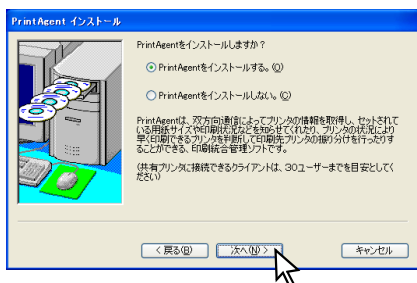 PrintAgent インストール
PrintAgentをインストールしますか？
PrintAgentをインストールする。(O)
PrintAgentをインストールしない。(C)
PrintAgentは、双方向通信によってプリンタの情報を取得し、セットされて
いる用紙サイズや印刷状況などを知らせてくれたり、プリンタの状況により
早く印刷できるプリンタを判断して印刷先プリンタの振り分けを行ったりす
ることができる、印刷統合管理ソフトです。
(共有プリンタに接続できるクライアントは、30ユーザーまでを目安としてく
ださい)
< 戻る(B)
次へ(N) >
キャンセル